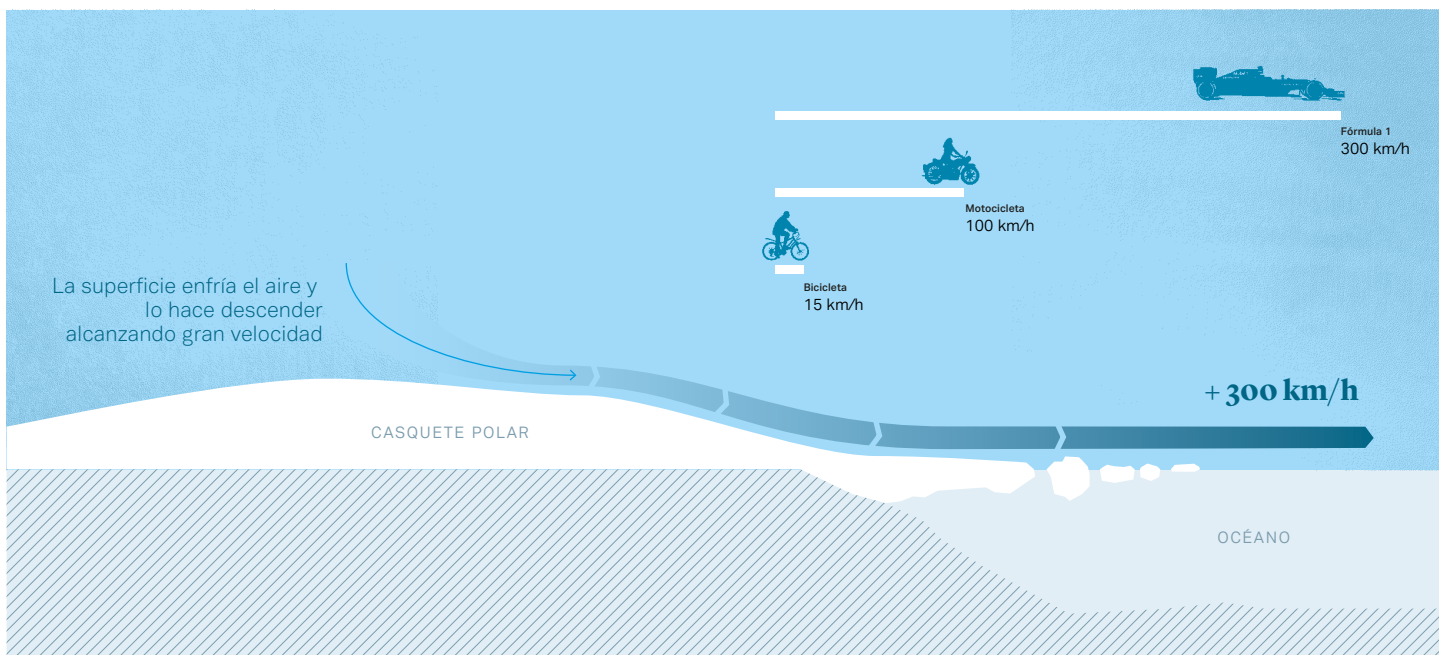 Fórmula 1
300 km/h
Motocicleta
100 km/h
Bicicleta
15 km/h
La superficie enfría el aire y
lo hace descender
alcanzando gran velocidad
+ 300 km/h
CASQUETE POLAR
OCÉANO